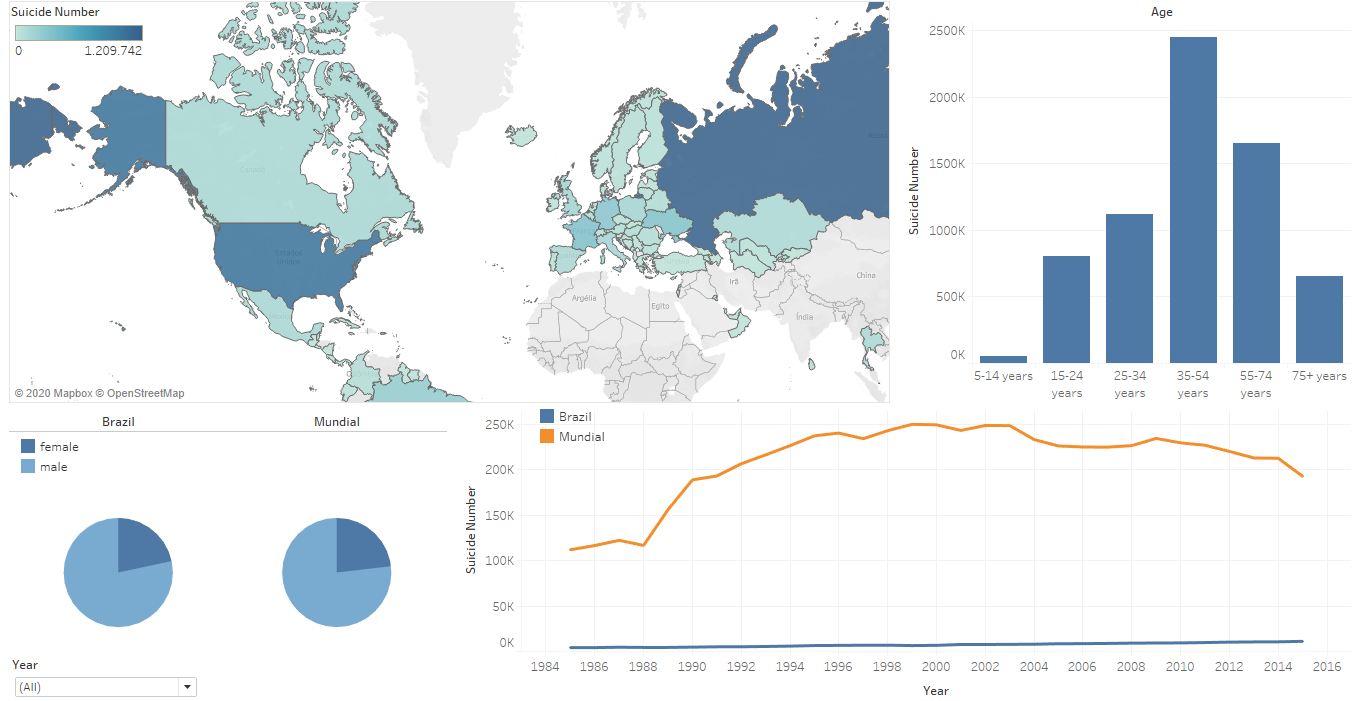 Suicide Number
0 1.209.742
Argélia
Egito
Irã
Índia
China
© 2020 Mapbox © OpenStreetMap
Age
Suicide Number
2500K
2000K
1500K
1000K
500K
0K
5-14 years
15-24 years
25-34 years
35-54 years
55-74 years
75+ years
Brazil Mundial
female
male
Year
(All)
Brazil
Mundial
Suicide Number
250K
200K
150K
100K
50K
0K
1984 1986 1988 1990 1992 1994 1996 1998 2000 2002 2004 2006 2008 2010 2012 2014 2016
Year